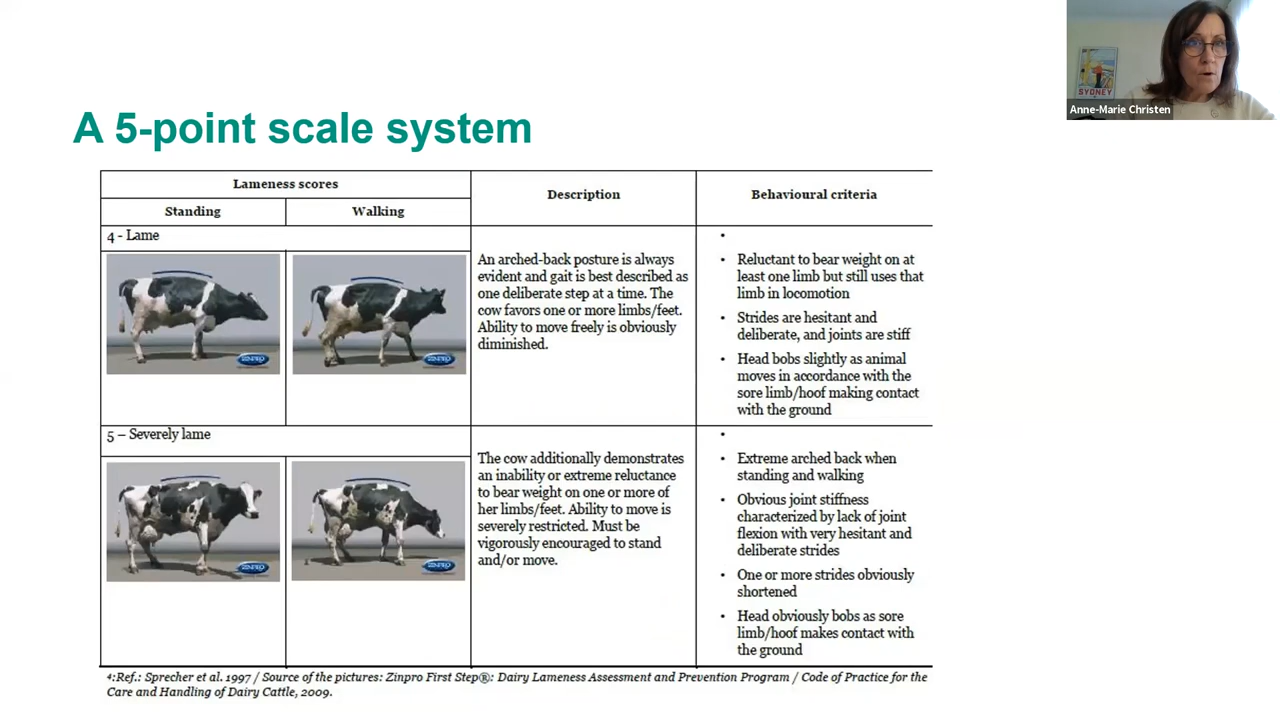 SYDNEY
Anne-Marie Christen
A 5-point scale system
Lameness scores
Standing
Walking
Description
Behavioural criteria
4 - Lame
ZINPRO
ZINPRO
An arched-back posture is always
evident and gait is best described as
one deliberate step at a time. The
cow favors one or more limbs/feet.
Ability to move freely is obviously
diminished.
•
• Reluctant to bear weight on at
least one limb but still uses that
limb in locomotion
• Strides are hesitant and
deliberate, and joints are stiff
• Head bobs slightly as animal
moves in accordance with the
sore limb/hoof making contact
with the ground
5 – Severely lame
ZINPRO
ZINPRO
The cow additionally demonstrates
an inability or extreme reluctance
to bear weight on one or more of
her limbs/feet. Ability to move is
severely restricted. Must be
vigorously encouraged to stand
and/or move.
•
• Extreme arched back when
standing and walking
• Obvious joint stiffness
characterized by lack of joint
flexion with very hesitant and
deliberate strides
• One or more strides obviously
shortened
• Head obviously bobs as sore
limb/hoof makes contact with
the ground
4:Ref.: Sprecher et al. 1997 / Source of the pictures: Zinpro First Step®: Dairy Lameness Assessment and Prevention Program / Code of Practice for the
Care and Handling of Dairy Cattle, 2009.